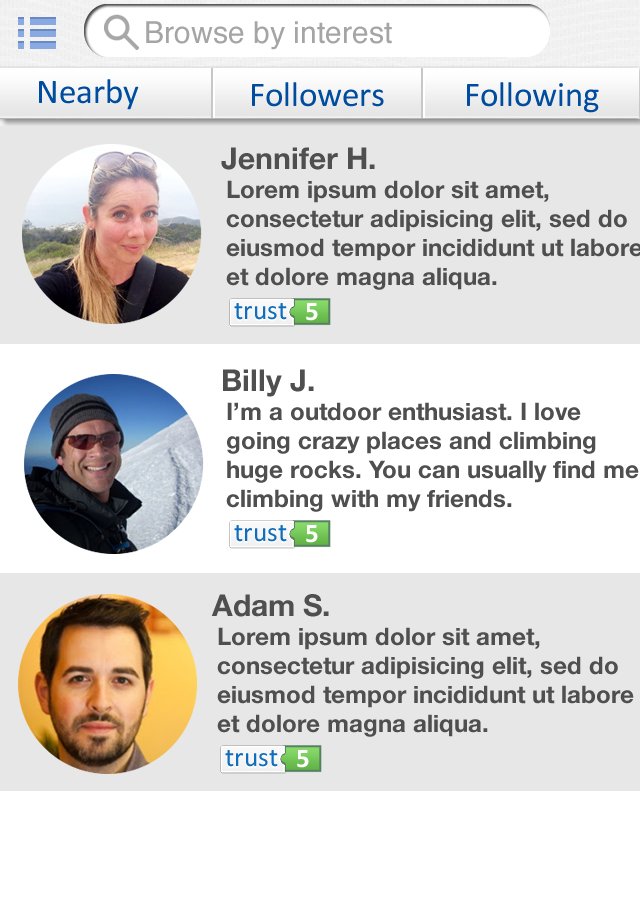 Browse by interest
Nearby Followers Following
Jennifer H.
Lorem ipsum dolor sit amet,
consectetur adipisicing elit, sed do
eiusmod tempor incididunt ut labore
et dolore magna aliqua.
trust 5
Billy J.
I’m a outdoor enthusiast. I love
going crazy places and climbing
huge rocks. You can usually find me
climbing with my friends.
trust 5
Adam S.
Lorem ipsum dolor sit amet,
consectetur adipisicing elit, sed do
eiusmod tempor incididunt ut labore
et dolore magna aliqua.
trust 5